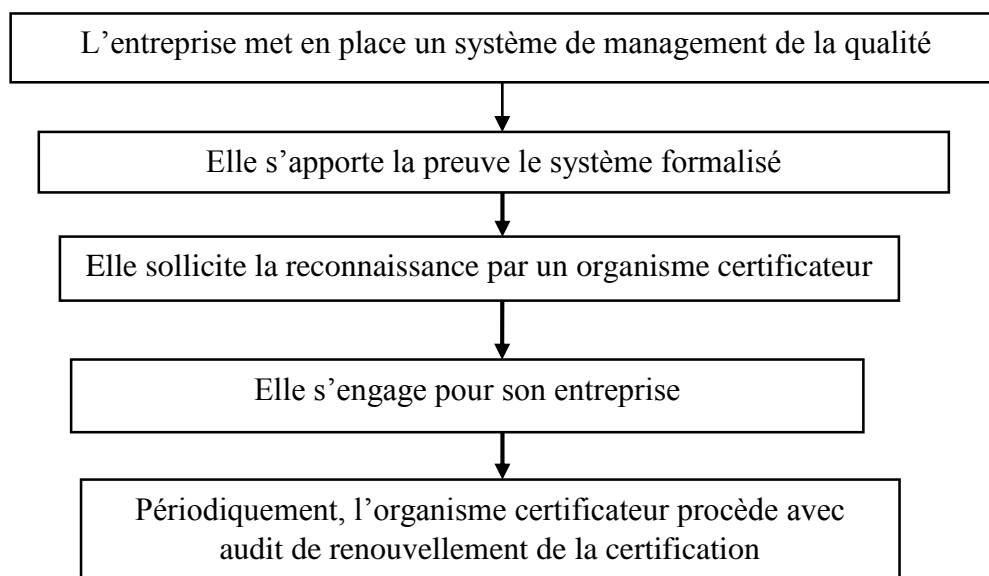 L’entreprise met en place un système de management de la qualité
Elle s’apporte la preuve le système formalisé
Elle sollicite la reconnaissance par un organisme certificateur
Elle s’engage pour son entreprise
Périodiquement, l’organisme certificateur procède avec
audit de renouvellement de la certification